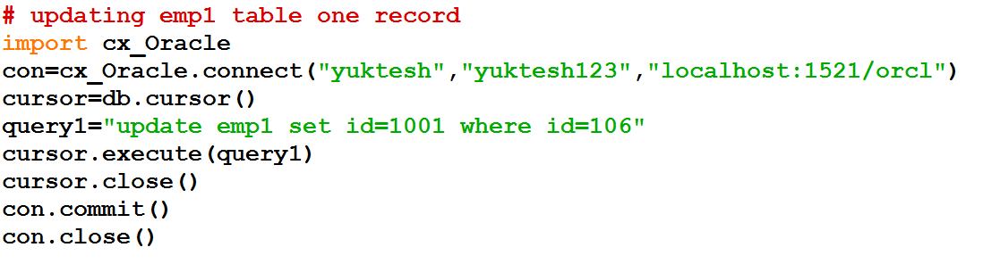 # updating emp1 table one record
import cx_Oracle
con=cx_Oracle.connect("yuktesh","yuktesh123","localhost:1521/orcl")
cursor=db.cursor()
query1="update emp1 set id=1001 where id=106"
cursor.execute(query1)
cursor.close()
con.commit()
con.close()